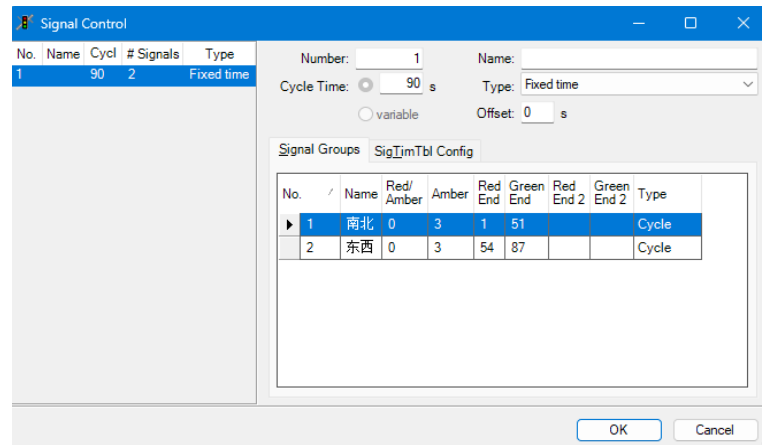 Signal Control
No. Name Cycl # Signals Type
1 90 2 Fixed time
Number: 1 Name:
Cycle Time: 90 s Type: Fixed time
variable Offset: 0 s
Signal Groups SigTimTbl Config
No. Name Red/ Amber Amber Red End Green End Red End 2 Green End 2 Type
1 南北 0 3 1 51 Cycle
2 东西 0 3 54 87 Cycle
OK Cancel